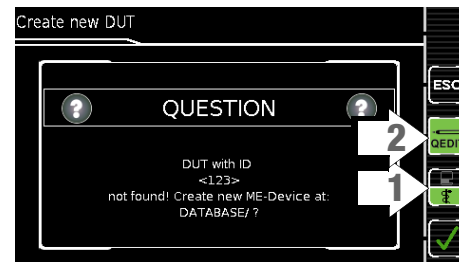 Create new DUT
ESC
QUESTION
2
QEDIT
DUT with ID
<123>
not found! Create new ME-Device at:
DATABASE/ ?
1